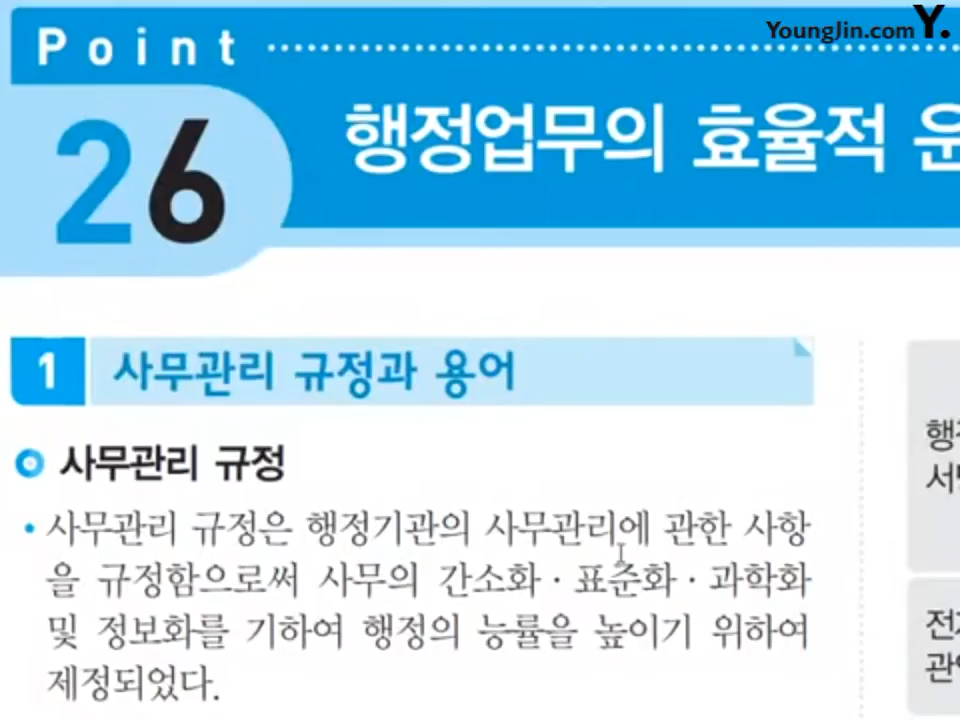 Point
YoungJin.com Y.
26
행정업무의 효율적
1 사무관리 규정과 용어
사무관리 규정
• 사무관리 규정은 행정기관의 사무관리에 관한 사항
을 규정함으로써 사무의 간소화 · 표준화 · 과학화
및 정보화를 기하여 행정의 능률을 높이기 위하여
제정되었다.